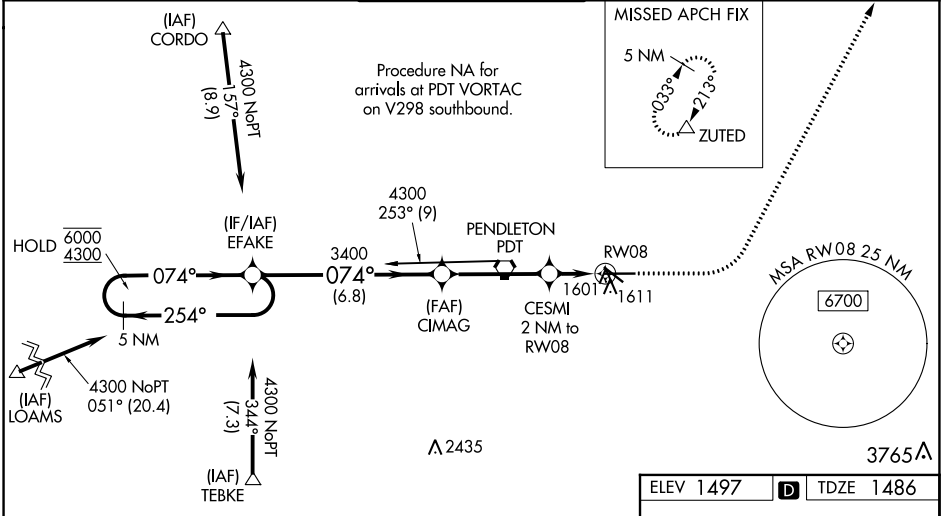 (IAF)
CORDO
4300 NoPT
157°
(8.9)
Procedure NA for
arrivals at PDT VORTAC
on V298 southbound.
MISSED APCH FIX
5 NM
033°
213°
ZUTED
HOLD
6000
4300
(IF/IAF)
EFAKE
4300
253° (9)
PENDLETON
PDT
RW08
074°
3400
074°
(6.8)
254°
5 NM
(FAF)
CIMAG
CESMI
2 NM to
RW08
1601
1611
MSA RW08 25 NM
6700
(IAF)
LOAMS
4300 NoPT
051° (20.4)
4300 NoPT
344°
(7.3)
(IAF)
TEBKE
2435
3765
ELEV 1497
D
TDZE 1486